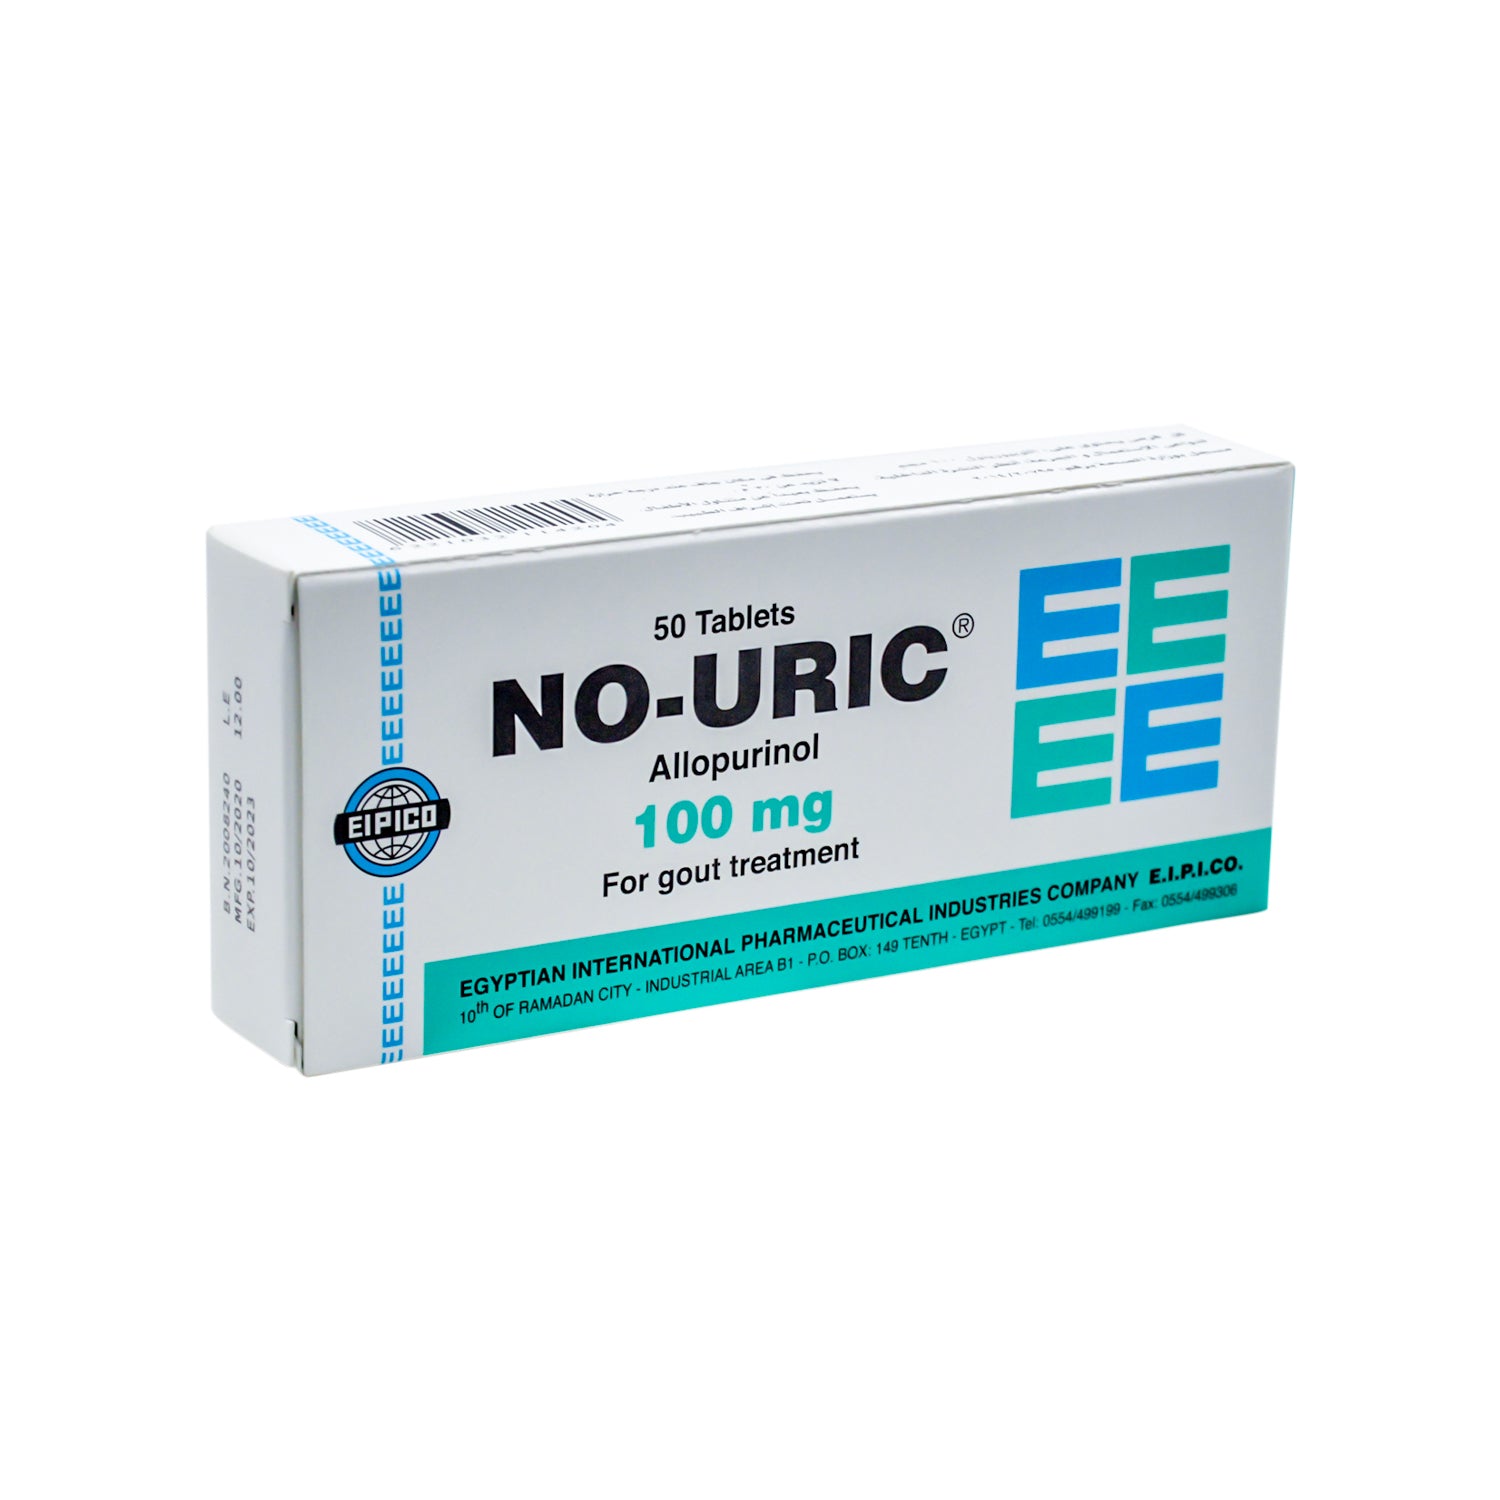 50 Tablets
NO-URIC®
Allopurinol
100 mg
For gout treatment
EGYPTIAN INTERNATIONAL PHARMACEUTICAL INDUSTRIES COMPANY E.I.P.I.CO.
10th OF RAMADAN CITY - INDUSTRIAL AREA B1 - P.O. BOX: 149 TENTH - EGYPT - Tel: 0554/499199 - Fax: 0554/499306
EIPICO
EE
EE
B.N.2008240 L.E
MFG.10/2020 12.00
EXP.10/2023